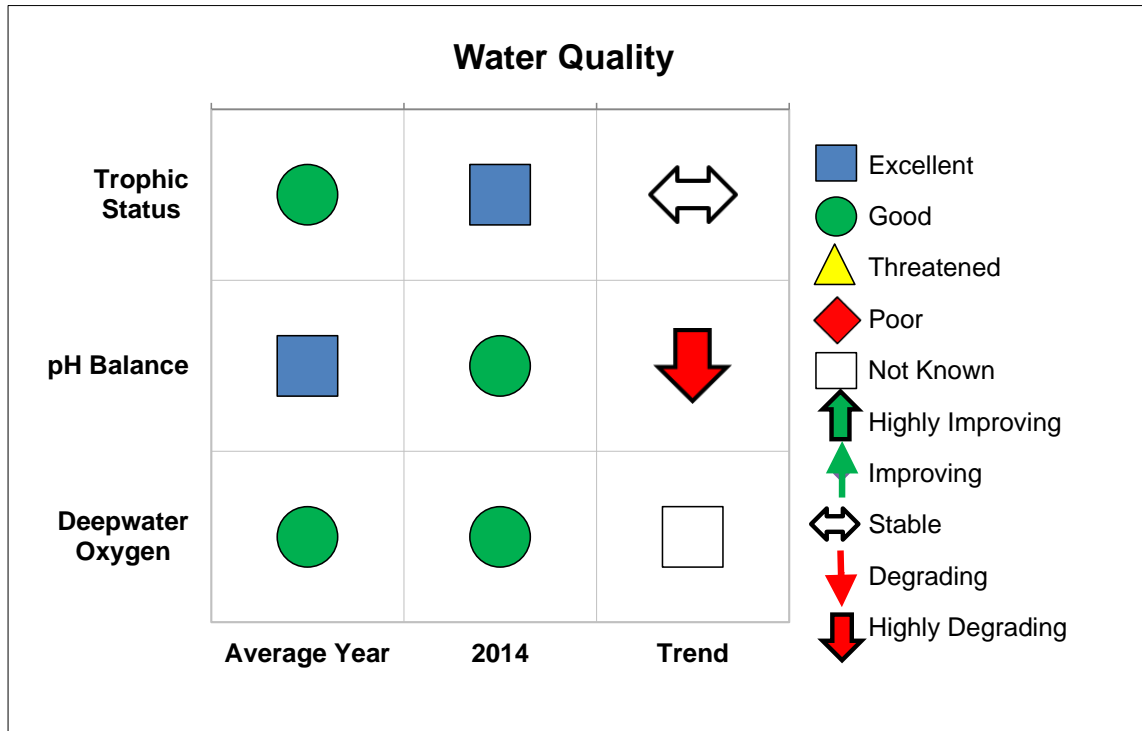 Water Quality
Trophic
Status
pH Balance
Deepwater
Oxygen
Average Year
2014
Trend
Excellent
Good
Threatened
Poor
Not Known
Highly Improving
Improving
Stable
Degrading
Highly Degrading